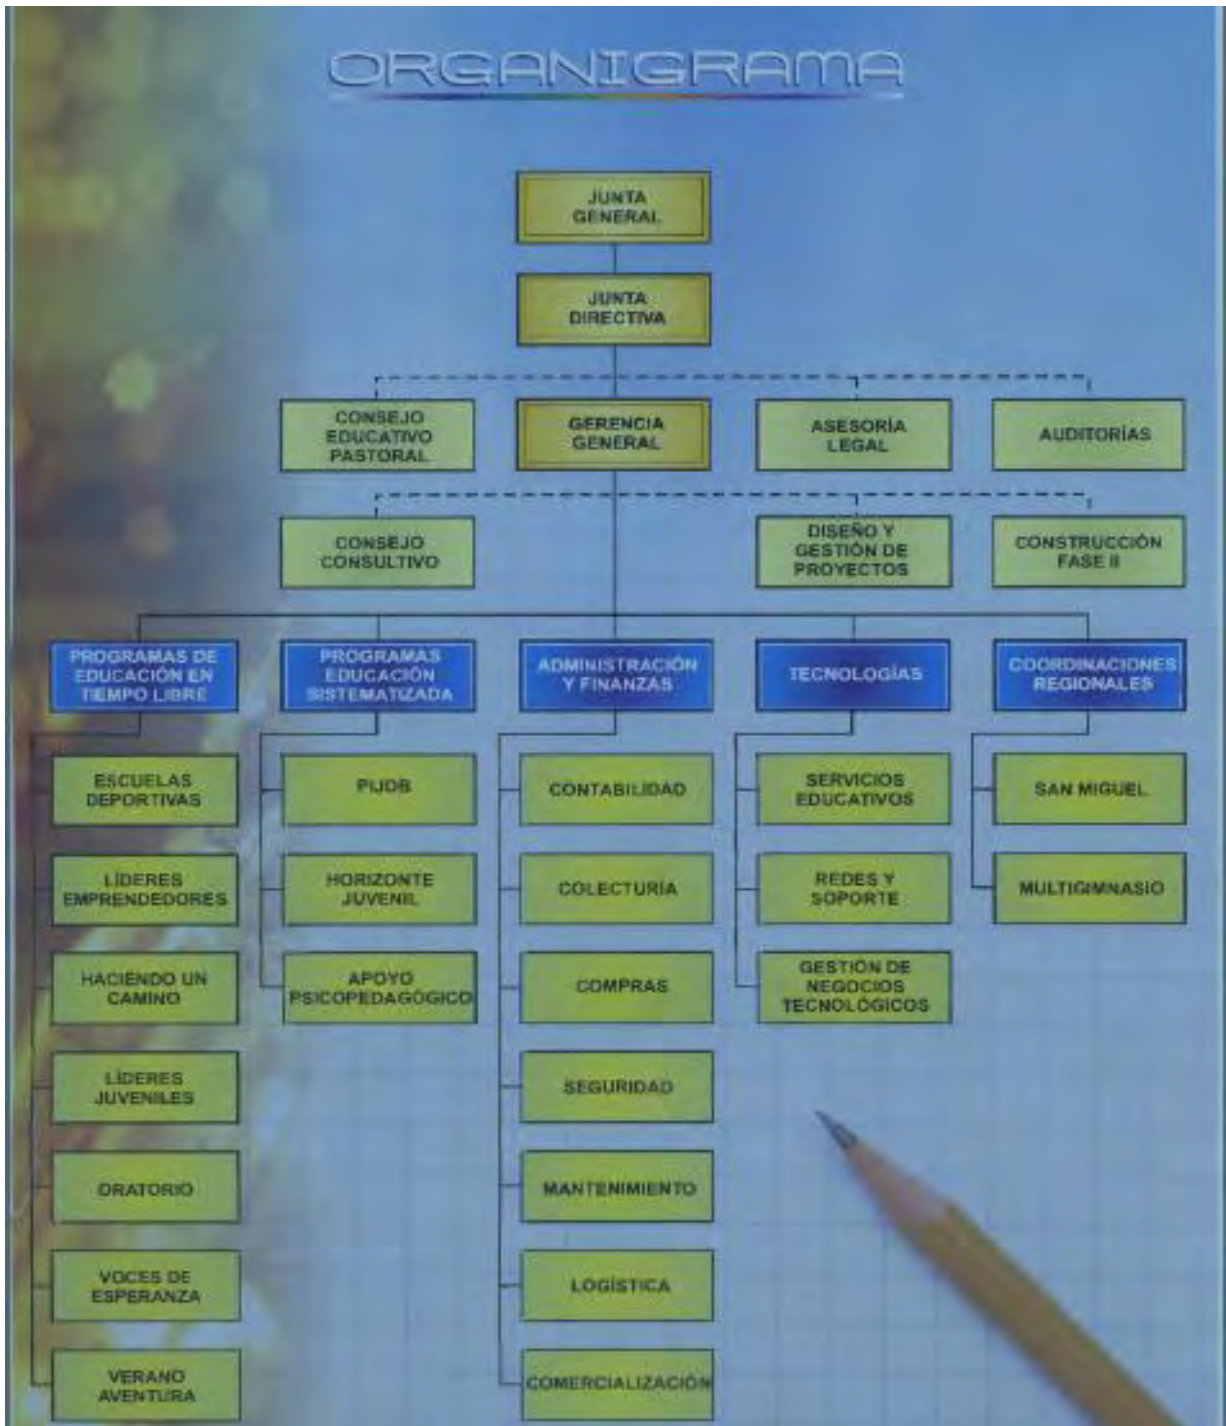 ORGANIGRAMA
JUNTA
GENERAL
JUNTA
DIRECTIVA
CONSEJO
EDUCATIVO
PASTORAL
GERENCIA
GENERAL
ASESORÍA
LEGAL
AUDITORÍAS
CONSEJO
CONSULTIVO
DISEÑO Y
GESTIÓN DE
PROYECTOS
CONSTRUCCIÓN
FASE II
PROGRAMAS DE
EDUCACIÓN EN
TIEMPO LIBRE
PROGRAMAS
EDUCACIÓN
SISTEMATIZADA
ADMINISTRACIÓN
Y FINANZAS
TECNOLOGÍAS
COORDINACIONES
REGIONALES
ESCUELAS
DEPORTIVAS
PIJDB
CONTABILIDAD
SERVICIOS
EDUCATIVOS
SAN MIGUEL
LÍDERES
EMPRENDEDORES
HORIZONTE
JUVENIL
COLECTURÍA
REDES Y
SOPORTE
MULTIGIMNASIO
HACIENDO UN
CAMINO
APOYO
PSICOPEDAGÓGICO
COMPRAS
GESTIÓN DE
NEGOCIOS
TECNOLÓGICOS
LÍDERES
JUVENILES
SEGURIDAD
ORATORIO
MANTENIMIENTO
VOCES DE
ESPERANZA
LOGÍSTICA
VERANO
AVENTURA
COMERCIALIZACIÓN